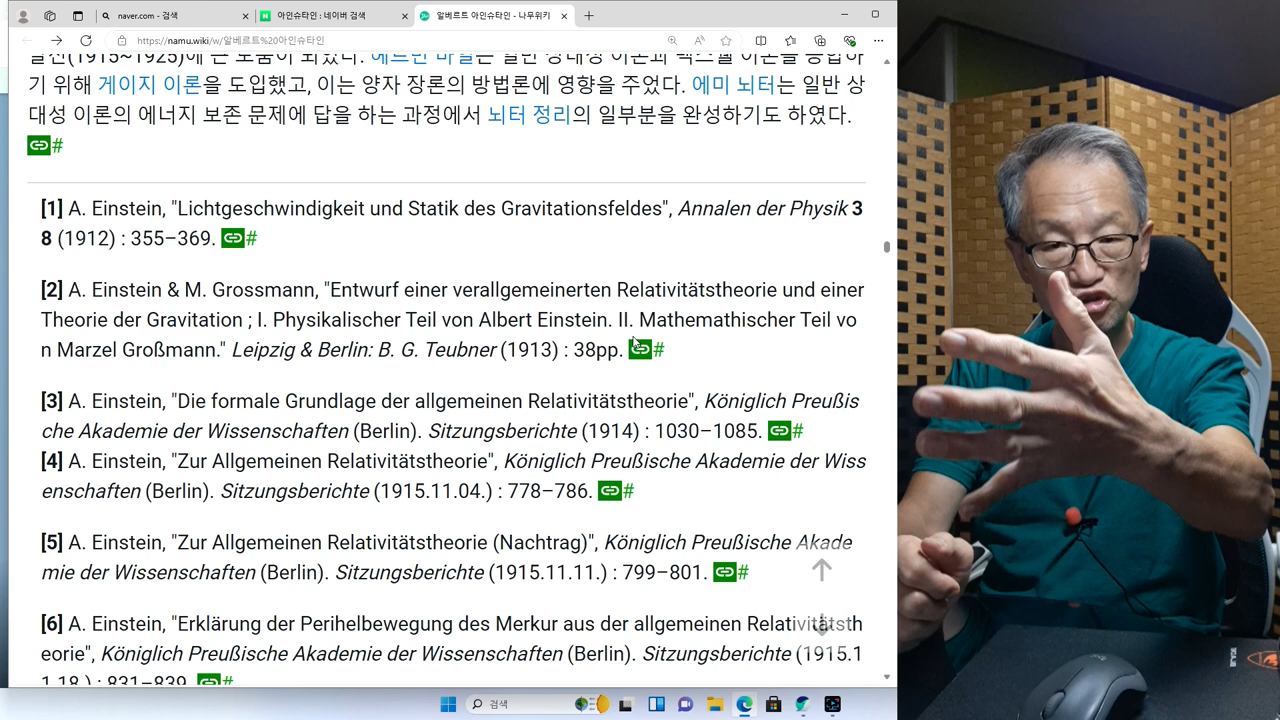 naver.com - 검색
아인슈타인 : 네이버 검색
알베르트 아인슈타인 - 나무위키
https://namu.wiki/w/알베르트%20아인슈타인
기 위해 게이지 이론을 도입했고, 이는 양자 장론의 방법론에 영향을 주었다. 에미 뇌터는 일반 상
대성 이론의 에너지 보존 문제에 답을 하는 과정에서 뇌터 정리의 일부분을 완성하기도 하였다.
#
[1] A. Einstein, "Lichtgeschwindigkeit und Statik des Gravitationsfeldes", Annalen der Physik 3
8 (1912) : 355–369. #
[2] A. Einstein & M. Grossmann, "Entwurf einer verallgemeinerten Relativitätstheorie und einer
Theorie der Gravitation ; I. Physikalischer Teil von Albert Einstein. II. Mathemathischer Teil vo
n Marzel Großmann." Leipzig & Berlin: B. G. Teubner (1913) : 38pp. #
[3] A. Einstein, "Die formale Grundlage der allgemeinen Relativitätstheorie", Königlich Preußis
che Akademie der Wissenschaften (Berlin). Sitzungsberichte (1914) : 1030–1085. #
[4] A. Einstein, "Zur Allgemeinen Relativitätstheorie", Königlich Preußische Akademie der Wiss
enschaften (Berlin). Sitzungsberichte (1915.11.04.) : 778–786. #
[5] A. Einstein, "Zur Allgemeinen Relativitätstheorie (Nachtrag)", Königlich Preußische Akade
mie der Wissenschaften (Berlin). Sitzungsberichte (1915.11.11.) : 799–801. #
[6] A. Einstein, "Erklärung der Perihelbewegung des Merkur aus der allgemeinen Relativitätsth
eorie", Königlich Preußische Akademie der Wissenschaften (Berlin). Sitzungsberichte (1915.1
1.18.) : 831–839. #
검색